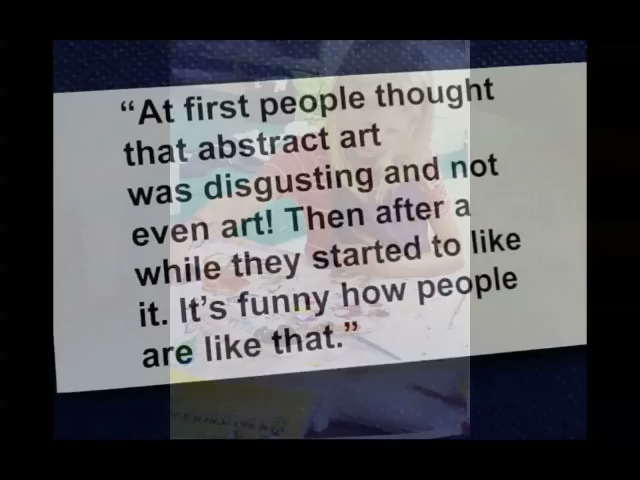 “At first people thought
that abstract art
was disgusting and not
even art! Then after a
while they started to like
it. It’s funny how people
are like that.”